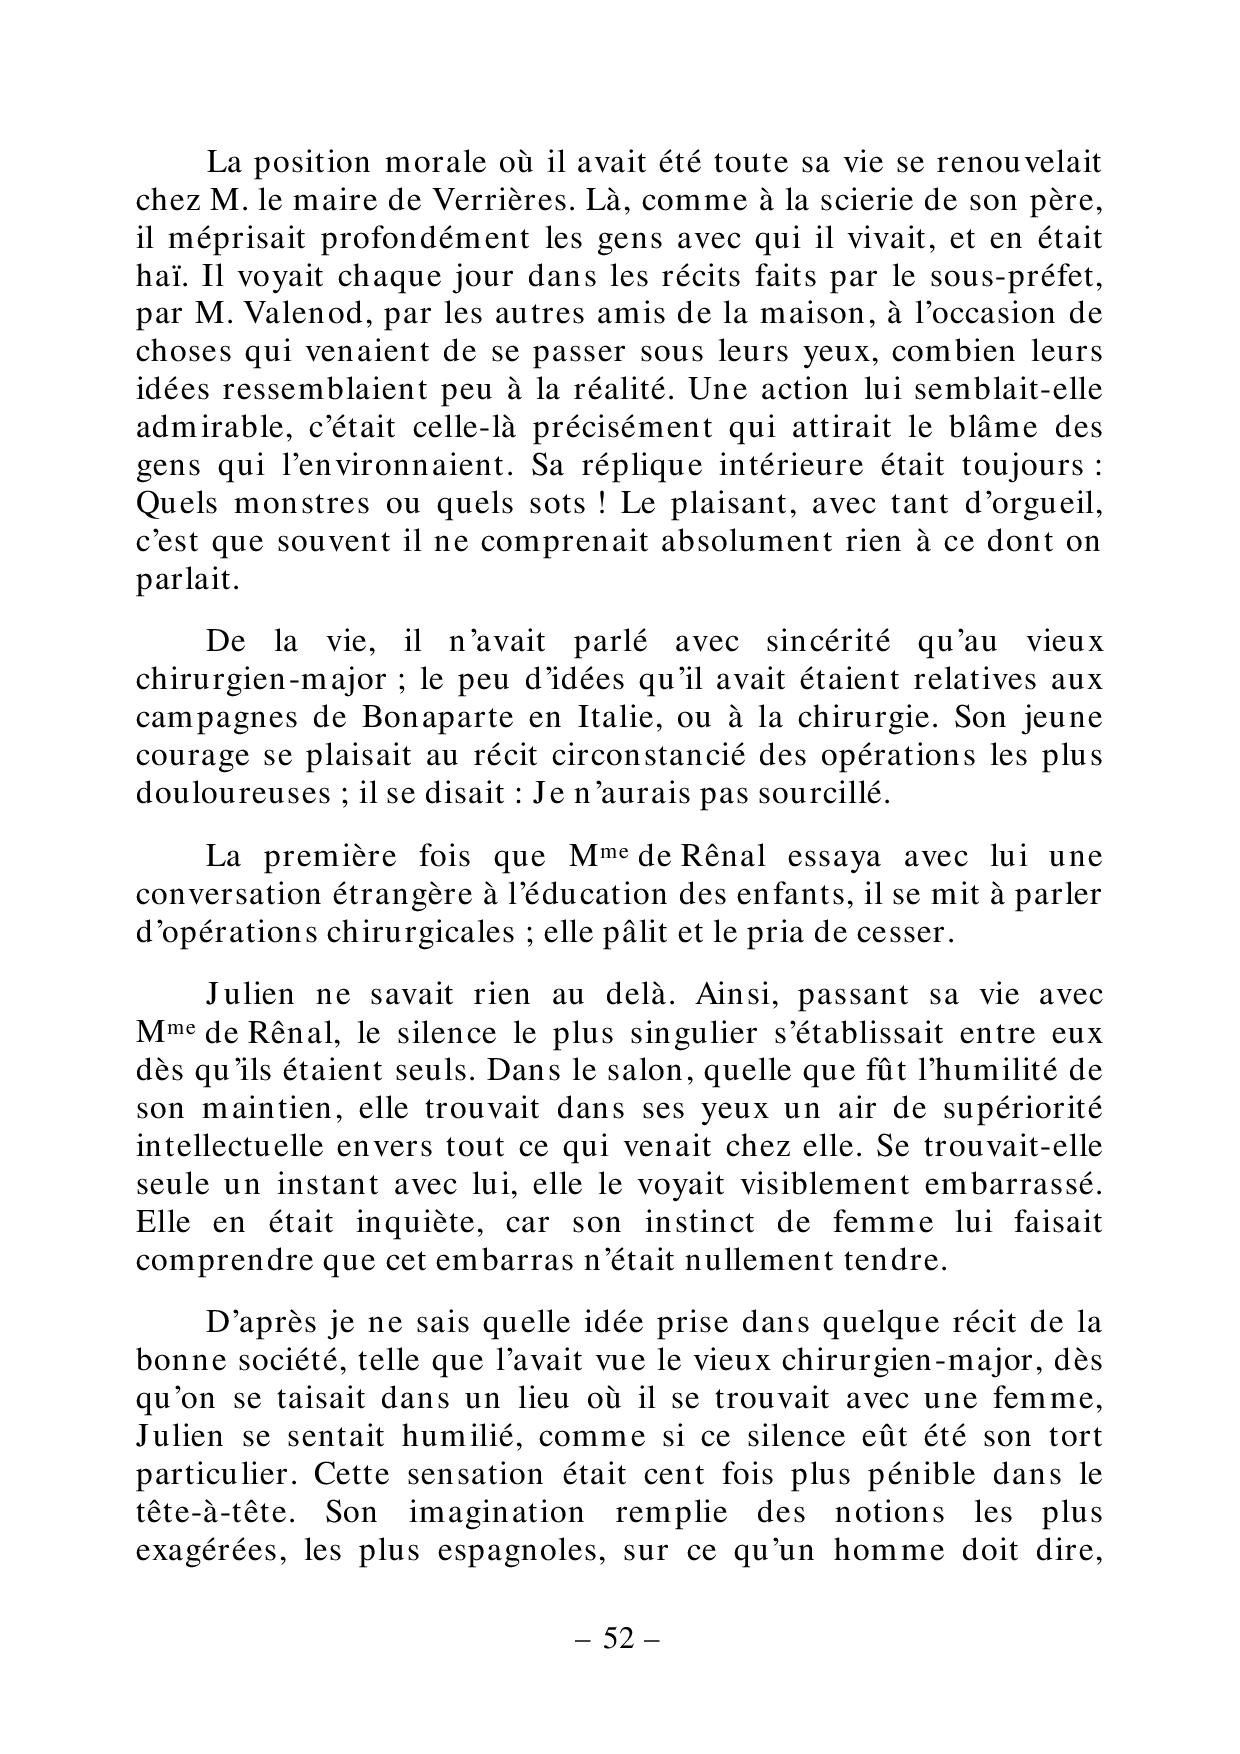 La position morale où il avait été toute sa vie se renouvelait
chez M. le maire de Verrières. Là, comme à la scierie de son père,
il méprisait profondément les gens avec qui il vivait, et en était
haï. Il voyait chaque jour dans les récits faits par le sous-préfet,
par M. Valenod, par les autres amis de la maison, à l’occasion de
choses qui venaient de se passer sous leurs yeux, combien leurs
idées ressemblaient peu à la réalité. Une action lui semblait-elle
admirable, c’était celle-là précisément qui attirait le blâme des
gens qui l’environnaient. Sa réplique intérieure était toujours :
Quels monstres ou quels sots ! Le plaisant, avec tant d’orgueil,
c’est que souvent il ne comprenait absolument rien à ce dont on
parlait.
De la vie, il n’avait parlé avec sincérité qu’au vieux
chirurgien-major ; le peu d’idées qu’il avait étaient relatives aux
campagnes de Bonaparte en Italie, ou à la chirurgie. Son jeune
courage se plaisait au récit circonstancié des opérations les plus
douloureuses ; il se disait : Je n’aurais pas sourcillé.
La première fois que Mme de Rênal essaya avec lui une
conversation étrangère à l’éducation des enfants, il se mit à parler
d’opérations chirurgicales ; elle pâlit et le pria de cesser.
Julien ne savait rien au delà. Ainsi, passant sa vie avec
Mme de Rênal, le silence le plus singulier s’établissait entre eux
dès qu’ils étaient seuls. Dans le salon, quelle que fût l’humilité de
son maintien, elle trouvait dans ses yeux un air de supériorité
intellectuelle envers tout ce qui venait chez elle. Se trouvait-elle
seule un instant avec lui, elle le voyait visiblement embarrassé.
Elle en était inquiète, car son instinct de femme lui faisait
comprendre que cet embarras n’était nullement tendre.
D’après je ne sais quelle idée prise dans quelque récit de la
bonne société, telle que l’avait vue le vieux chirurgien-major, dès
qu’on se taisait dans un lieu où il se trouvait avec une femme,
Julien se sentait humilié, comme si ce silence eût été son tort
particulier. Cette sensation était cent fois plus pénible dans le
tête-à-tête. Son imagination remplie des notions les plus
exagérées, les plus espagnoles, sur ce qu’un homme doit dire,
– 52 –